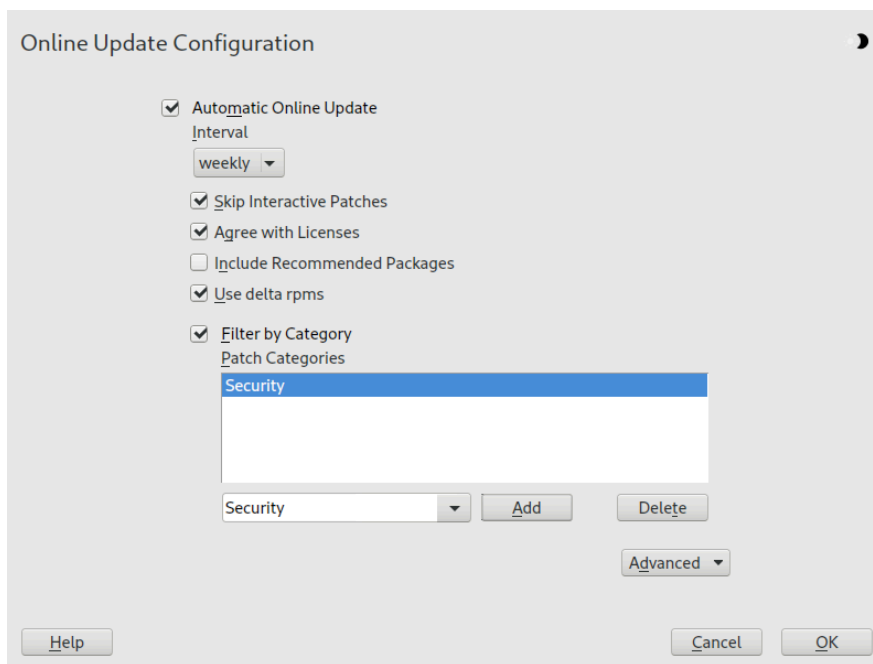 Online Update Configuration
Automatic Online Update
Interval
weekly
Skip Interactive Patches
Agree with Licenses
Include Recommended Packages
Use delta rpms
Filter by Category
Patch Categories
Security
Security Add Delete
Advanced
Help Cancel OK